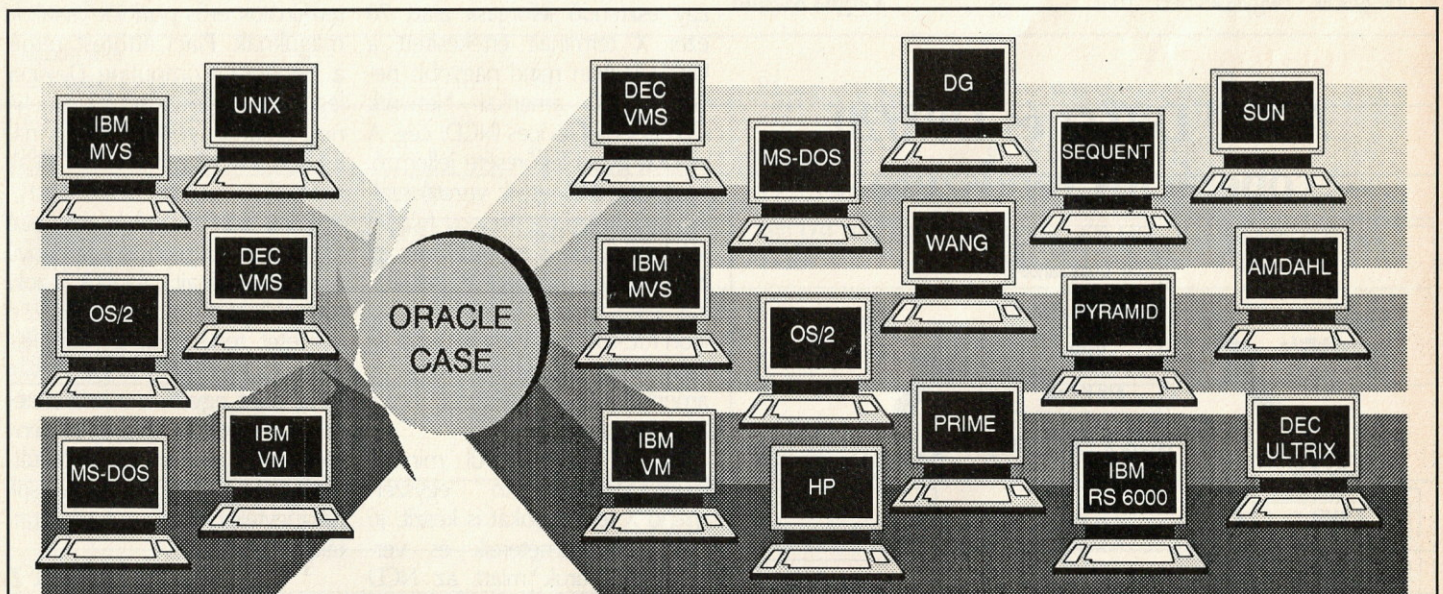 IBM
MVS
UNIX
OS/2
DEC
VMS
MS-DOS
IBM
VM
ORACLE
CASE
DEC
VMS
MS-DOS
DG
SEQUENT
SUN
IBM
MVS
OS/2
WANG
PYRAMID
AMDAHL
IBM
VM
HP
PRIME
IBM
RS 6000
DEC
ULTRIX